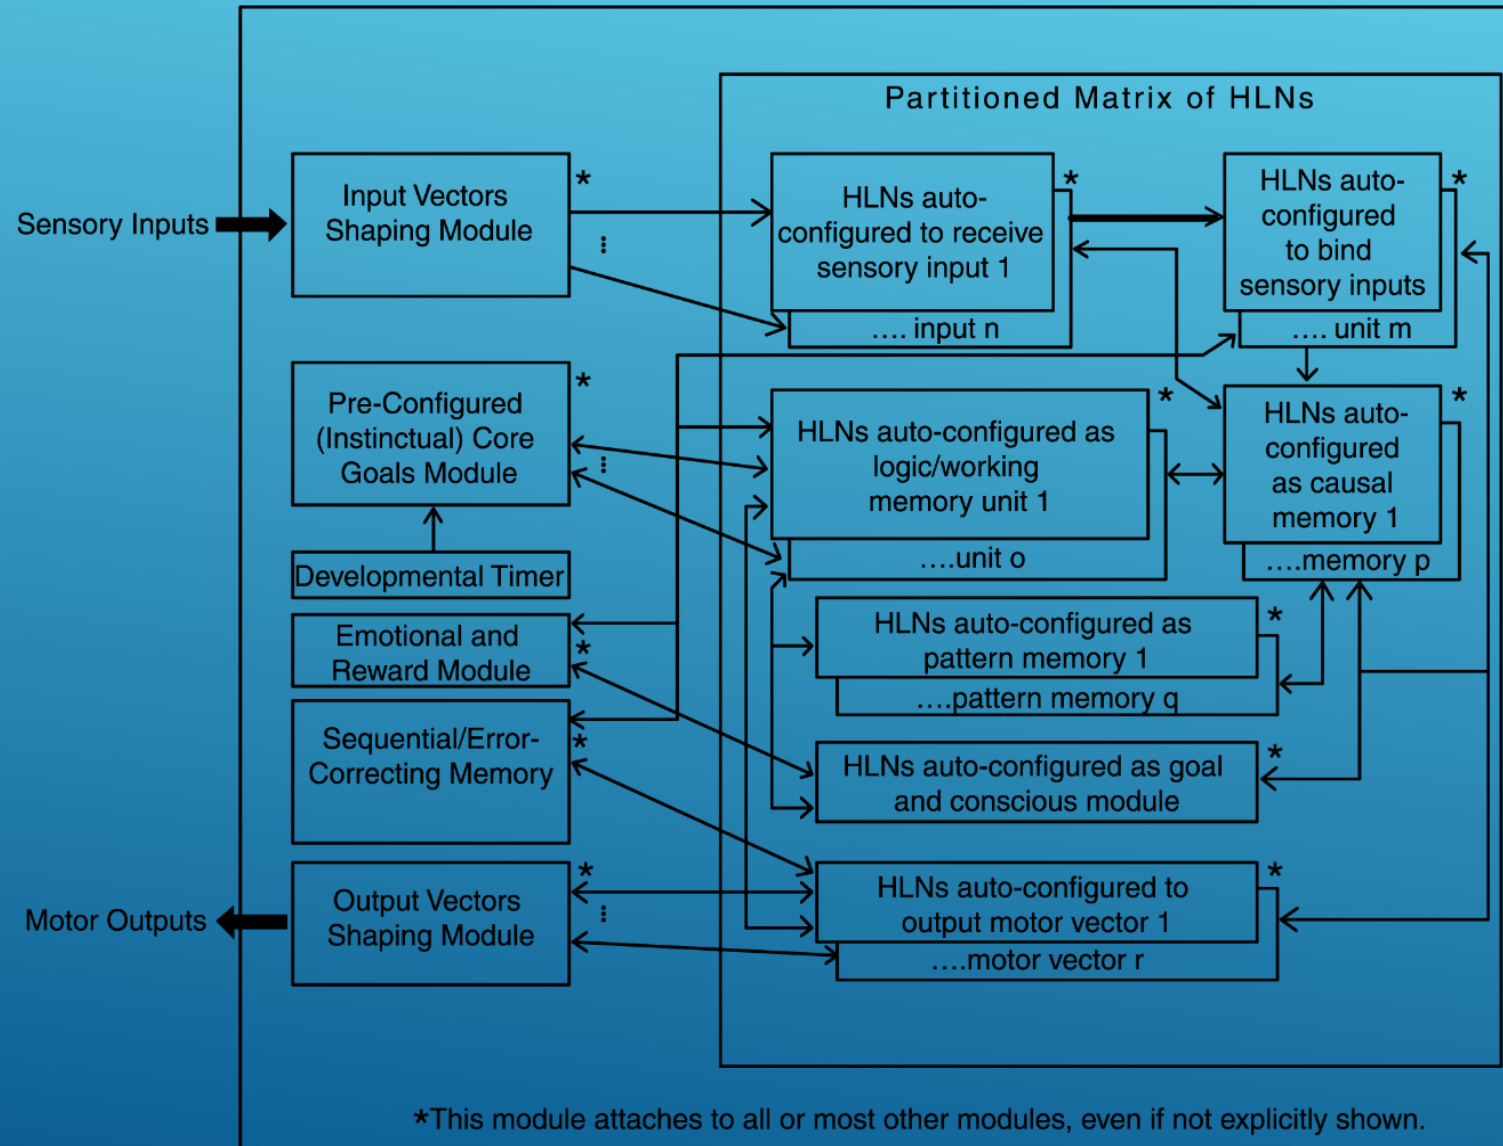 Partitioned Matrix of HLNs
Sensory Inputs
Input Vectors
Shaping Module
*
⋮
HLNs auto-
configured to receive
sensory input 1
*
.... input n
HLNs auto-
configured
to bind
sensory inputs
*
.... unit m
Pre-Configured
(Instinctual) Core
Goals Module
*
⋮
Developmental Timer
HLNs auto-configured as
logic/working
memory unit 1
*
....unit o
HLNs auto-
configured
as causal
memory 1
*
....memory p
Emotional and
Reward Module
*
HLNs auto-configured as
pattern memory 1
*
....pattern memory q
Sequential/Error-
Correcting Memory
*
HLNs auto-configured as goal
and conscious module
*
Motor Outputs
Output Vectors
Shaping Module
*
⋮
HLNs auto-configured to
output motor vector 1
*
....motor vector r
*This module attaches to all or most other modules, even if not explicitly shown.